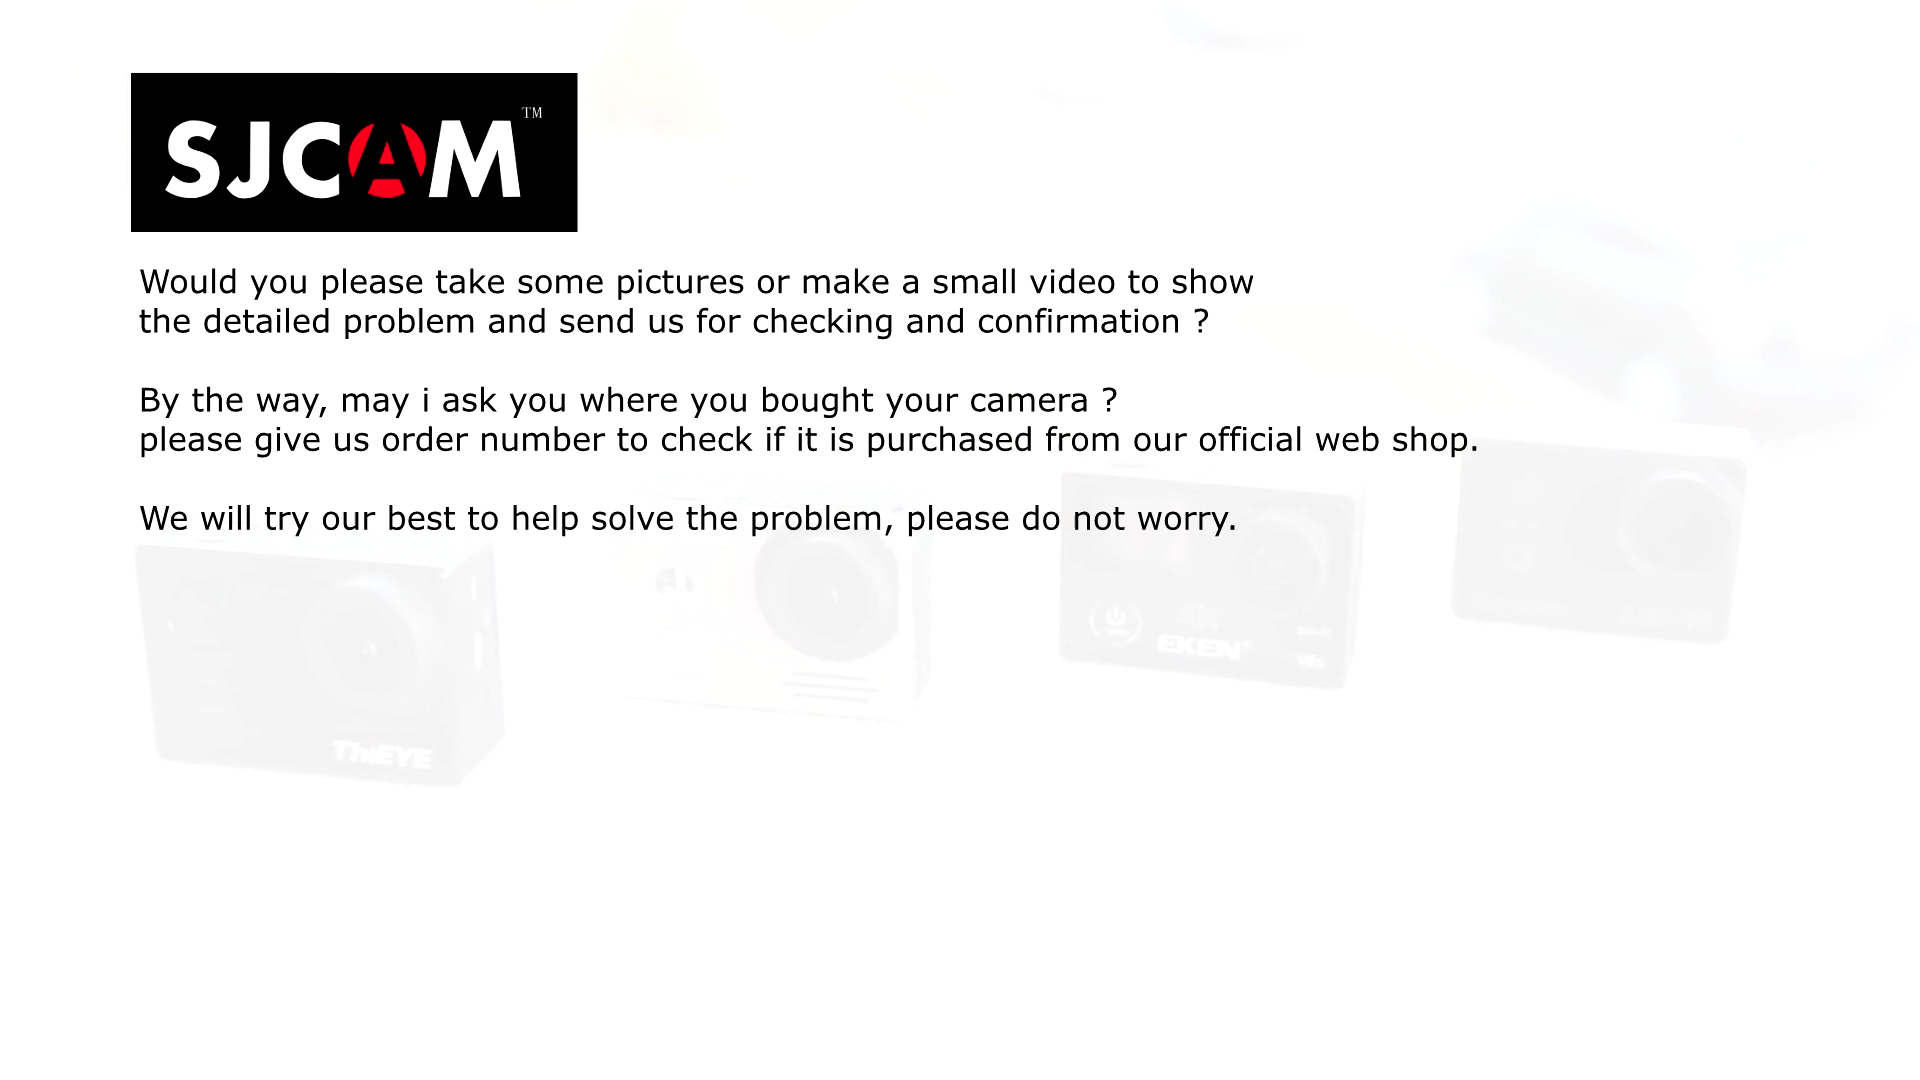 SJCAM™
Would you please take some pictures or make a small video to show
the detailed problem and send us for checking and confirmation ?
By the way, may i ask you where you bought your camera ?
please give us order number to check if it is purchased from our official web shop.
We will try our best to help solve the problem, please do not worry.
4K
EKEN
ThiEYE